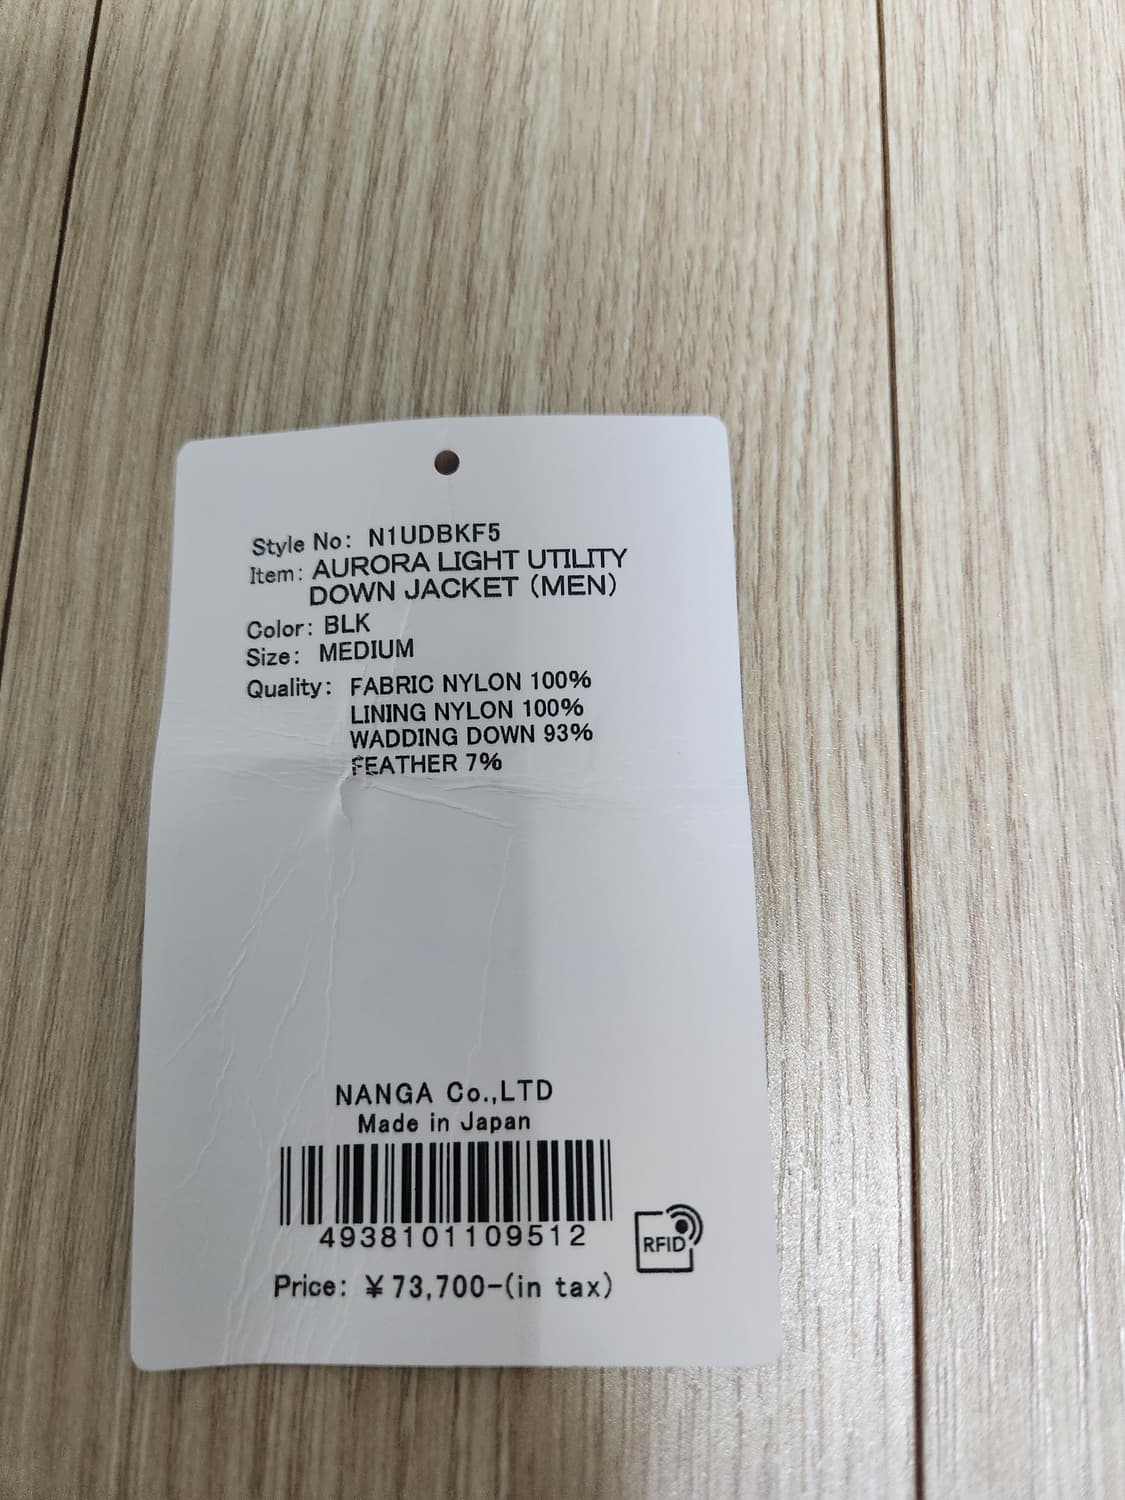 Style No: N1UDBKF5
Item: AURORA LIGHT UTILITY
DOWN JACKET (MEN)
Color: BLK
Size: MEDIUM
Quality: FABRIC NYLON 100%
LINING NYLON 100%
WADDING DOWN 93%
FEATHER 7%
NANGA Co.,LTD
Made in Japan
4938101109512
RFID
Price: ¥73,700-(in tax)